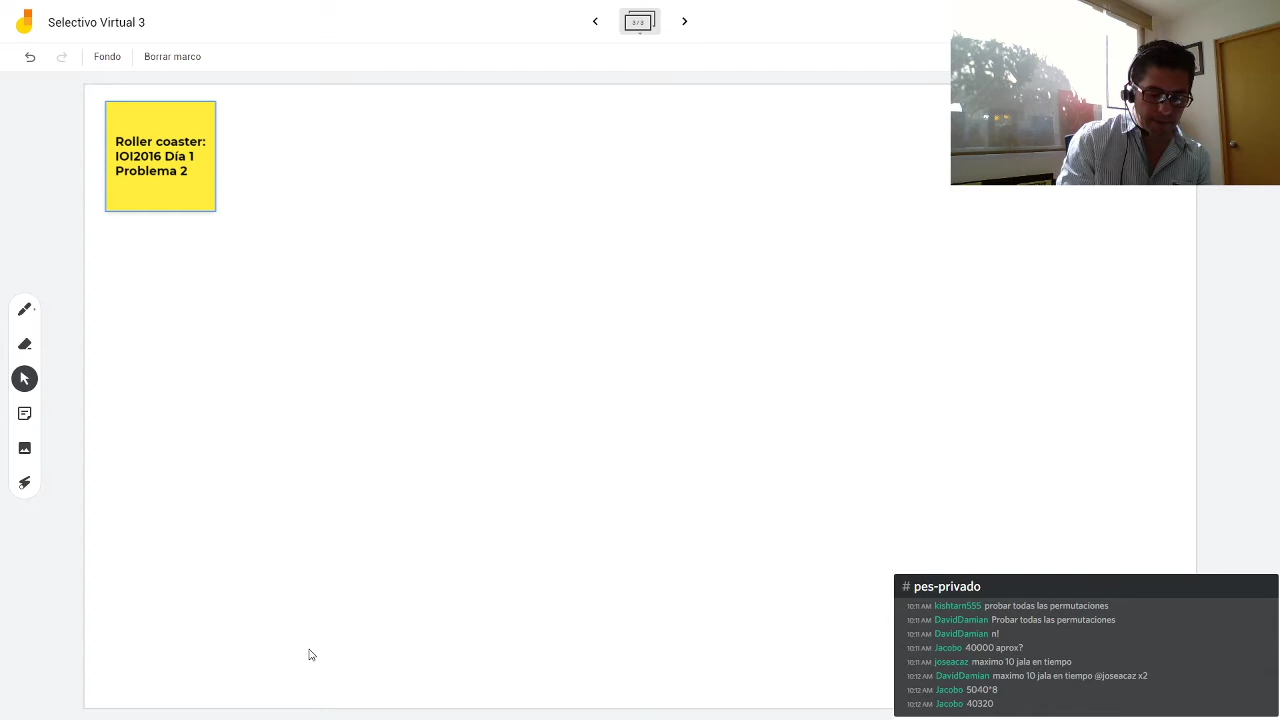 Selectivo Virtual 3
3 / 3
Fondo
Borrar marco
Roller coaster:
IOI2016 Día 1
Problema 2
# pes-privado
10:11 AM kishtarn555 probar todas las permutaciones
10:11 AM DavidDamian Probar todas las permutaciones
10:11 AM DavidDamian n!
10:11 AM Jacobo 40000 aprox?
10:11 AM joseacaz maximo 10 jala en tiempo
10:12 AM DavidDamian maximo 10 jala en tiempo @joseacaz x2
10:12 AM Jacobo 5040*8
10:12 AM Jacobo 40320